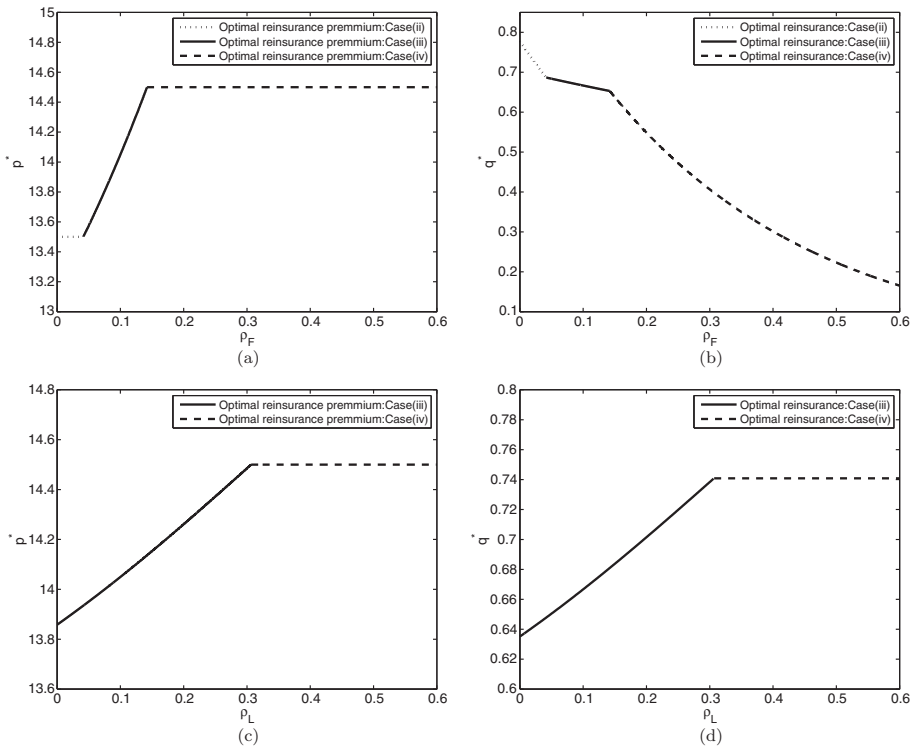 15
14.8
14.6
14.4
14.2
14
13.8
13.6
13.4
13.2
13
p*
0 0.1 0.2 0.3 0.4 0.5 0.6
ρF
(a)
Optimal reinsurance premmium:Case(ii)
Optimal reinsurance premmium:Case(iii)
Optimal reinsurance premmium:Case(iv)
0.8
0.7
0.6
0.5
0.4
0.3
0.2
0.1
q*
0 0.1 0.2 0.3 0.4 0.5 0.6
ρF
(b)
Optimal reinsurance:Case(ii)
Optimal reinsurance:Case(iii)
Optimal reinsurance:Case(iv)
14.8
14.6
14.4
14.2
14
13.8
13.6
p*
0 0.1 0.2 0.3 0.4 0.5 0.6
ρL
(c)
Optimal reinsurance premmium:Case(iii)
Optimal reinsurance premmium:Case(iv)
0.8
0.78
0.76
0.74
0.72
0.7
0.68
0.66
0.64
0.62
0.6
q*
0 0.1 0.2 0.3 0.4 0.5 0.6
ρL
(d)
Optimal reinsurance:Case(iii)
Optimal reinsurance:Case(iv)